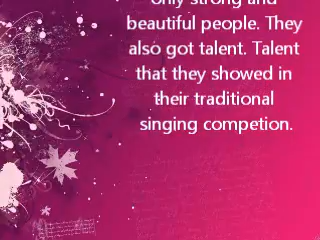 only strong and
beautiful people. They
also got talent. Talent
that they showed in
their traditional
singing competion.